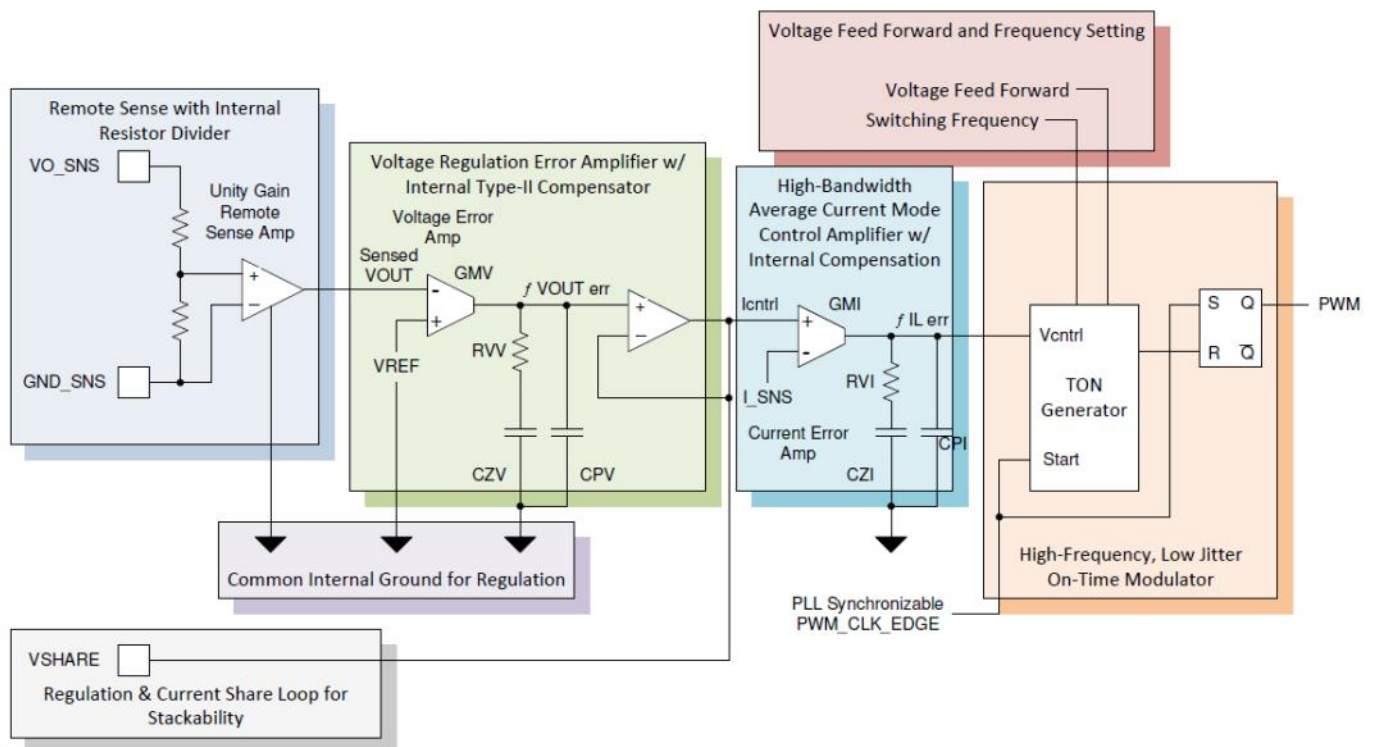 Voltage Feed Forward and Frequency Setting
Voltage Feed Forward
Switching Frequency
Remote Sense with Internal
Resistor Divider
VO_SNS
Unity Gain
Remote
Sense Amp
+
−
GND_SNS
Voltage Regulation Error Amplifier w/
Internal Type-II Compensator
Voltage Error
Amp
Sensed
VOUT
GMV
-
+
VREF
ƒ VOUT err
RVV
CZV
CPV
+
−
High-Bandwidth
Average Current Mode
Control Amplifier w/
Internal Compensation
Icntrl
GMI
+
-
I_SNS
ƒ IL err
RVI
Current Error
Amp
CZI
CPI
Vcntrl
TON
Generator
Start
S Q
R Q
PWM
High-Frequency, Low Jitter
On-Time Modulator
PLL Synchronizable
PWM_CLK_EDGE
Common Internal Ground for Regulation
VSHARE
Regulation & Current Share Loop for
Stackability